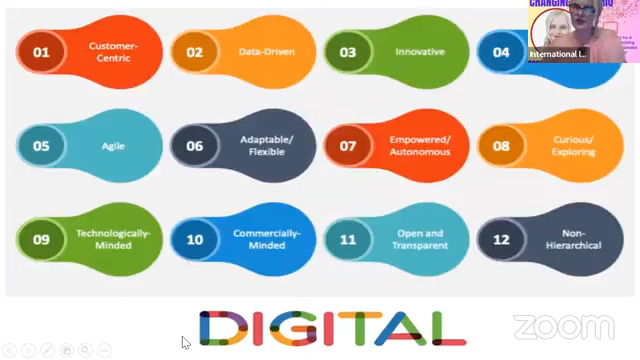 CHANGING
01
Customer-
Centric
02
Data-Driven
03
Innovative
04
International I...
05
Agile
06
Adaptable/
Flexible
07
Empowered/
Autonomous
08
Curious/
Exploring
09
Technologically-
Minded
10
Commercially-
Minded
11
Open and
Transparent
12
Non-
Hierarchical
DIGITAL
zoom